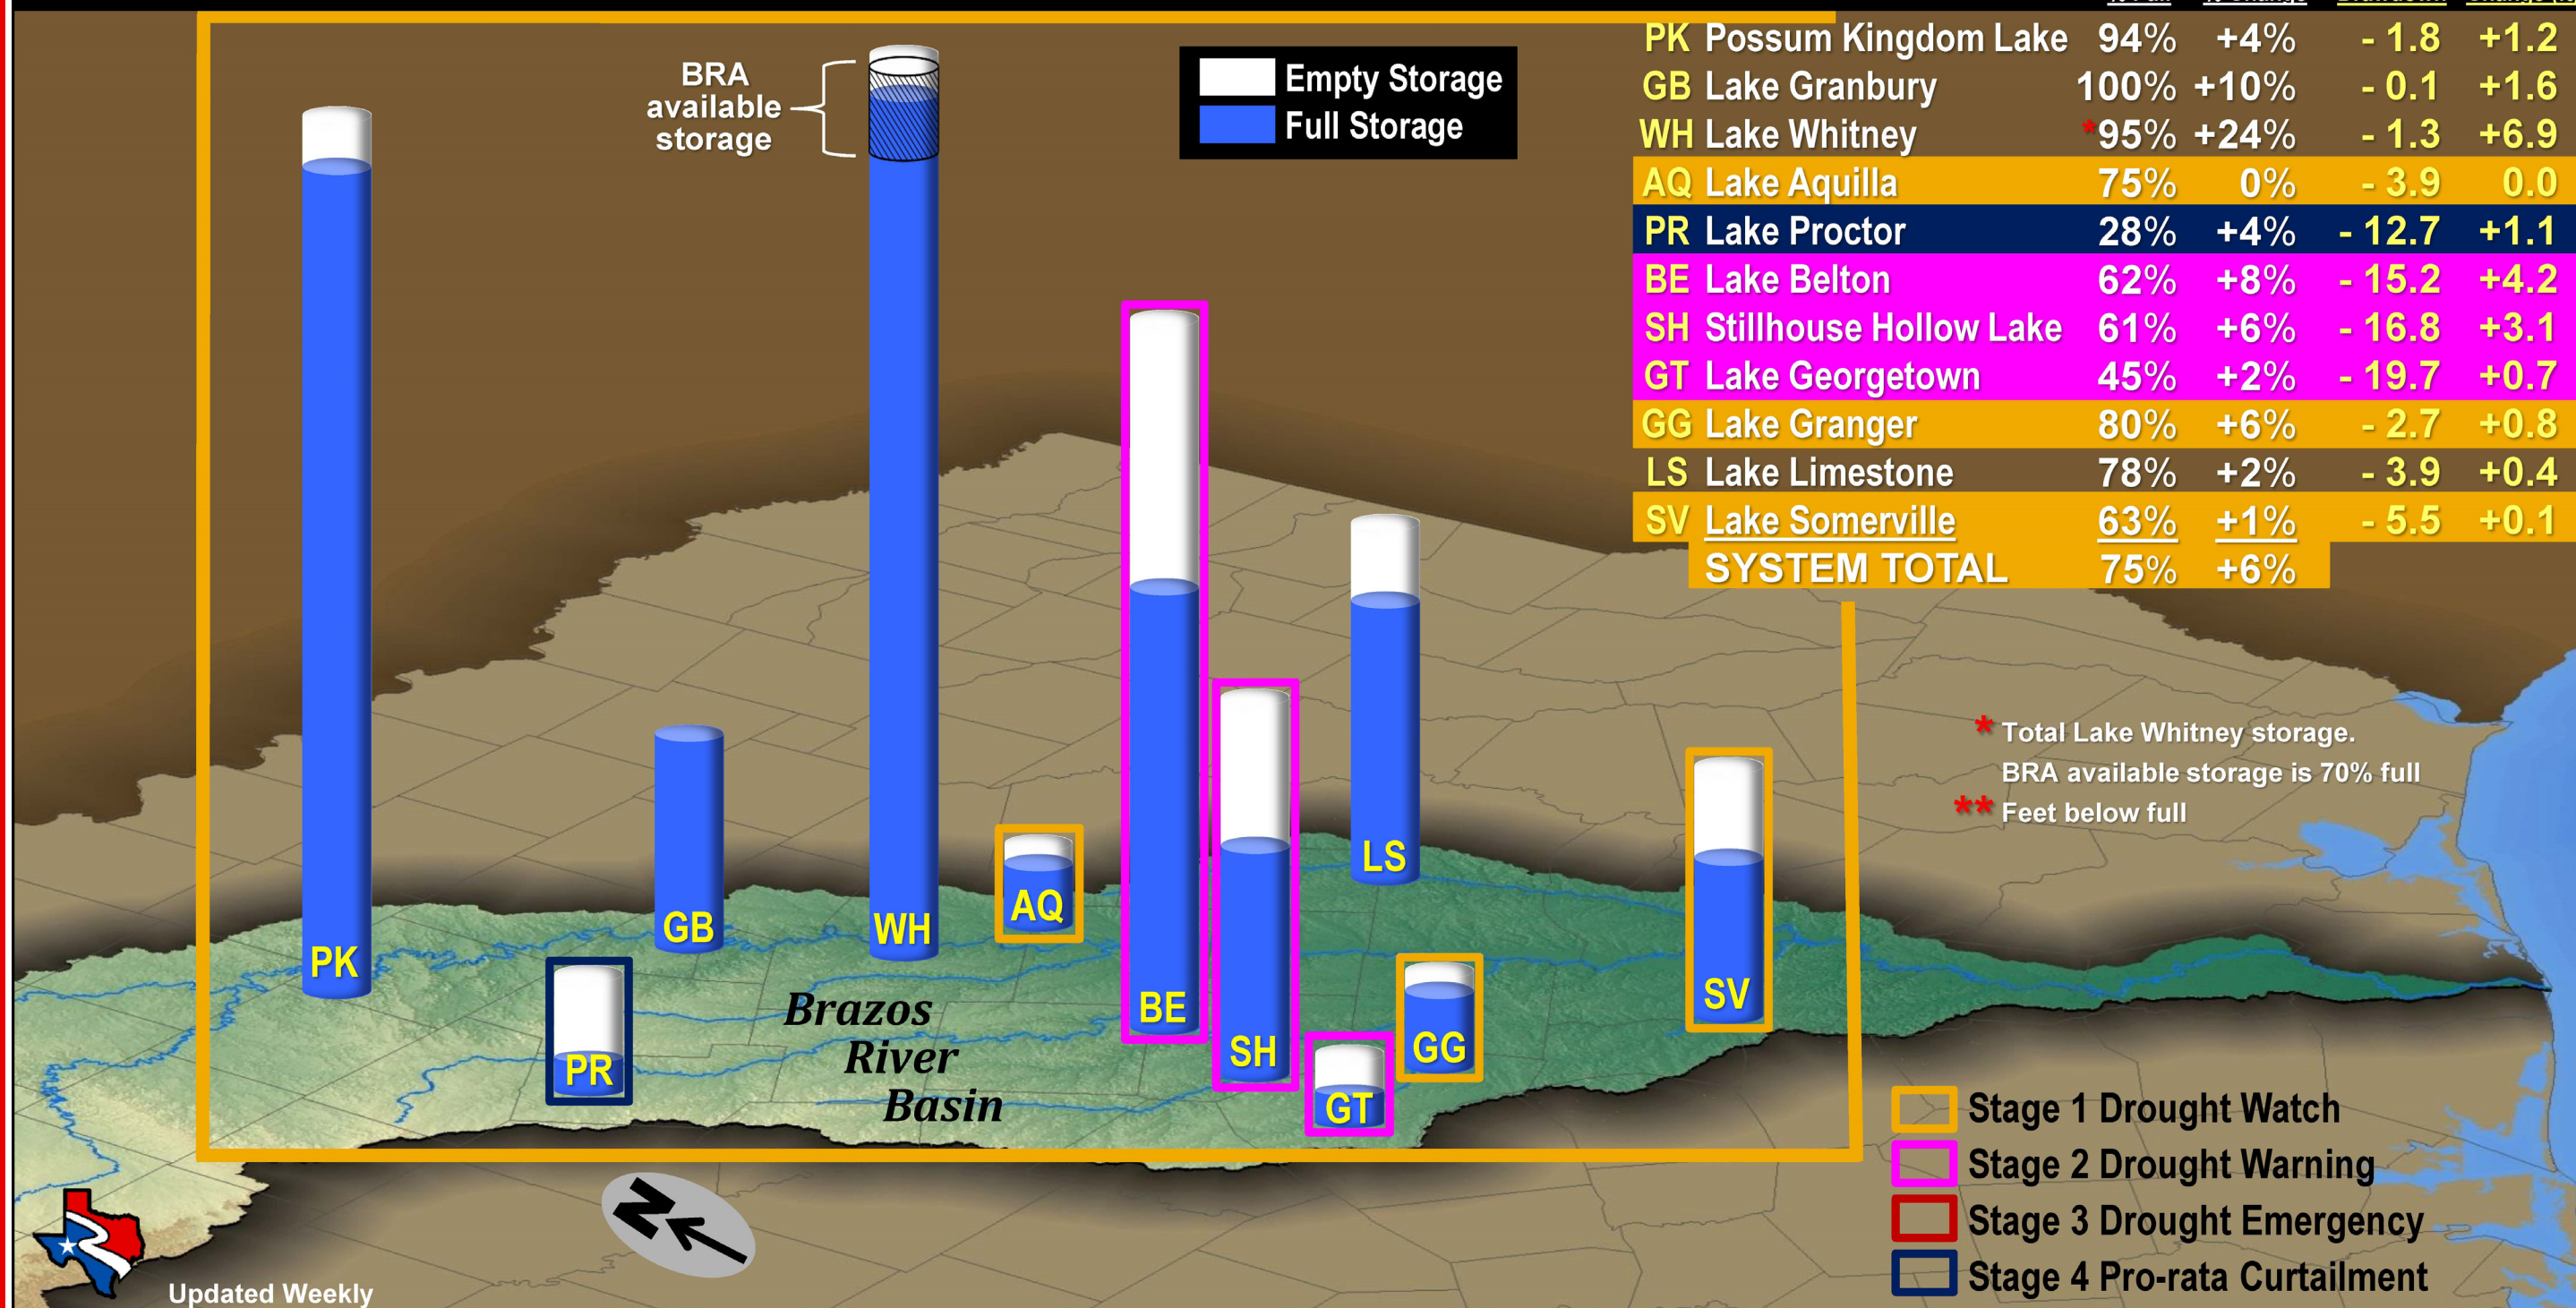 PK Possum Kingdom Lake 94% +4% - 1.8 +1.2
GB Lake Granbury 100% +10% - 0.1 +1.6
WH Lake Whitney *95% +24% - 1.3 +6.9
AQ Lake Aquilla 75% 0% - 3.9 0.0
PR Lake Proctor 28% +4% - 12.7 +1.1
BE Lake Belton 62% +8% - 15.2 +4.2
SH Stillhouse Hollow Lake 61% +6% - 16.8 +3.1
GT Lake Georgetown 45% +2% - 19.7 +0.7
GG Lake Granger 80% +6% - 2.7 +0.8
LS Lake Limestone 78% +2% - 3.9 +0.4
SV Lake Somerville 63% +1% - 5.5 +0.1
SYSTEM TOTAL 75% +6%
BRA
available
storage
Empty Storage
Full Storage
* Total Lake Whitney storage.
BRA available storage is 70% full
** Feet below full
PK
GB
WH
AQ
PR
BE
SH
GT
GG
LS
SV
Brazos
River
Basin
N
Stage 1 Drought Watch
Stage 2 Drought Warning
Stage 3 Drought Emergency
Stage 4 Pro-rata Curtailment
Updated Weekly